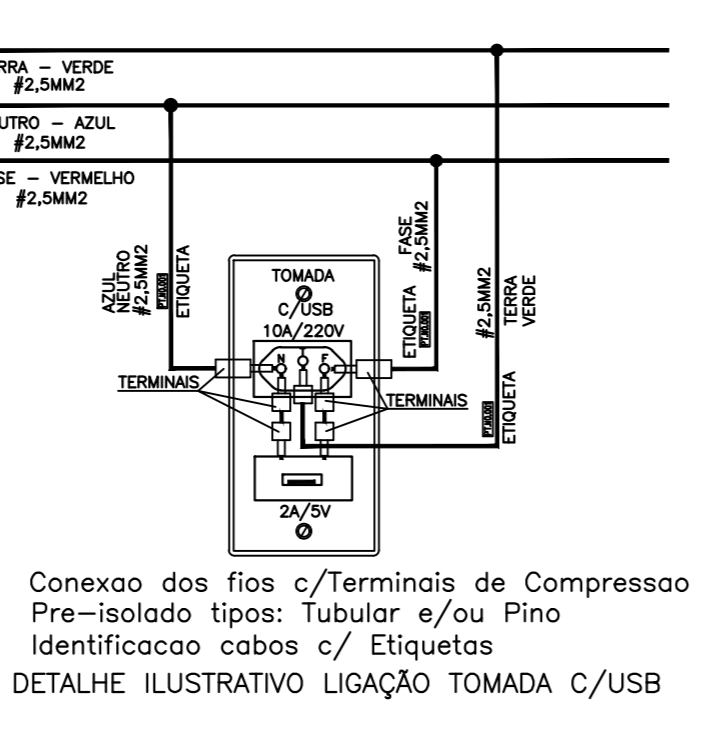 RRA – VERDE
#2,5MM2
UTRO – AZUL
#2,5MM2
SE – VERMELHO
#2,5MM2
AZUL
NEUTRO
#2,5MM2
ETIQUETA
FASE
#2,5MM2
ETIQUETA
#2,5MM2
TERRA
VERDE
ETIQUETA
TOMADA
C/USB
10A/220V
N
F
TERMINAIS
TERMINAIS
2A/5V
Conexao dos fios c/Terminais de Compressao
Pre–isolado tipos: Tubular e/ou Pino
Identificacao cabos c/ Etiquetas
DETALHE ILUSTRATIVO LIGAÇÃO TOMADA C/USB